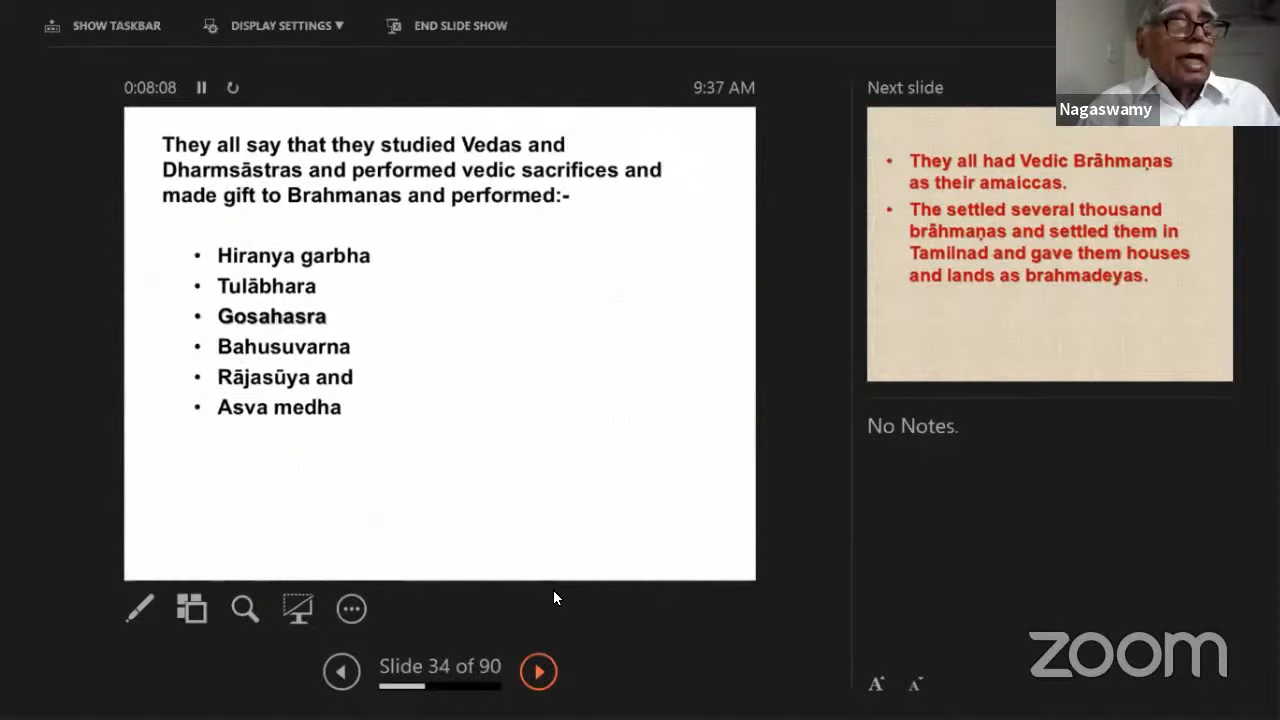 SHOW TASKBAR DISPLAY SETTINGS ▼ END SLIDE SHOW
0:08:08 9:37 AM
They all say that they studied Vedas and
Dharmsāstras and performed vedic sacrifices and
made gift to Brahmanas and performed:-
• Hiranya garbha
• Tulābhara
• Gosahasra
• Bahusuvarna
• Rājasūya and
• Asva medha
Slide 34 of 90
Next slide
• They all had Vedic Brāhmaṇas
as their amaiccas.
• The settled several thousand
brāhmaṇas and settled them in
Tamilnad and gave them houses
and lands as brahmadeyas.
No Notes.
A A
Nagaswamy
zoom